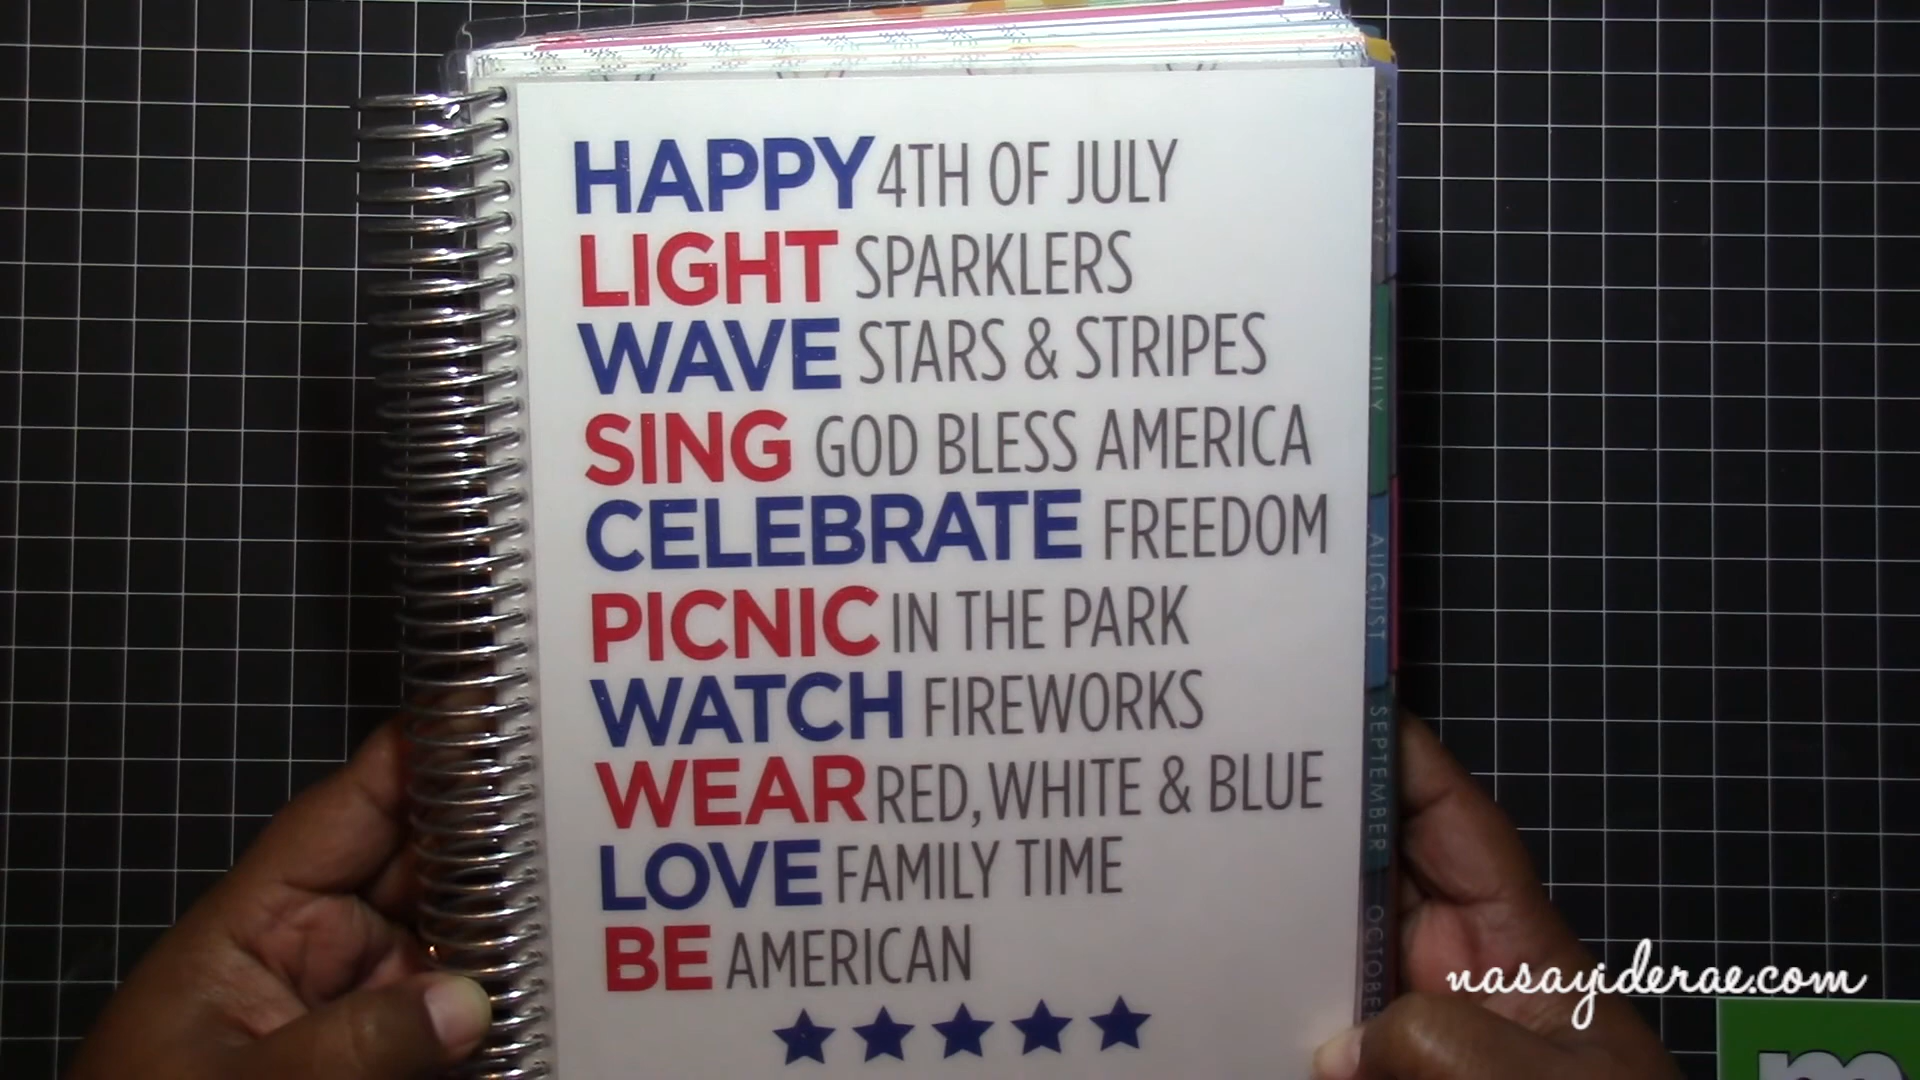 HAPPY 4TH OF JULY
LIGHT SPARKLERS
WAVE STARS & STRIPES
SING GOD BLESS AMERICA
CELEBRATE FREEDOM
PICNIC IN THE PARK
WATCH FIREWORKS
WEAR RED, WHITE & BLUE
LOVE FAMILY TIME
BE AMERICAN
JULY
AUGUST
SEPTEMBER
OCTOBER
nasayiderae.com